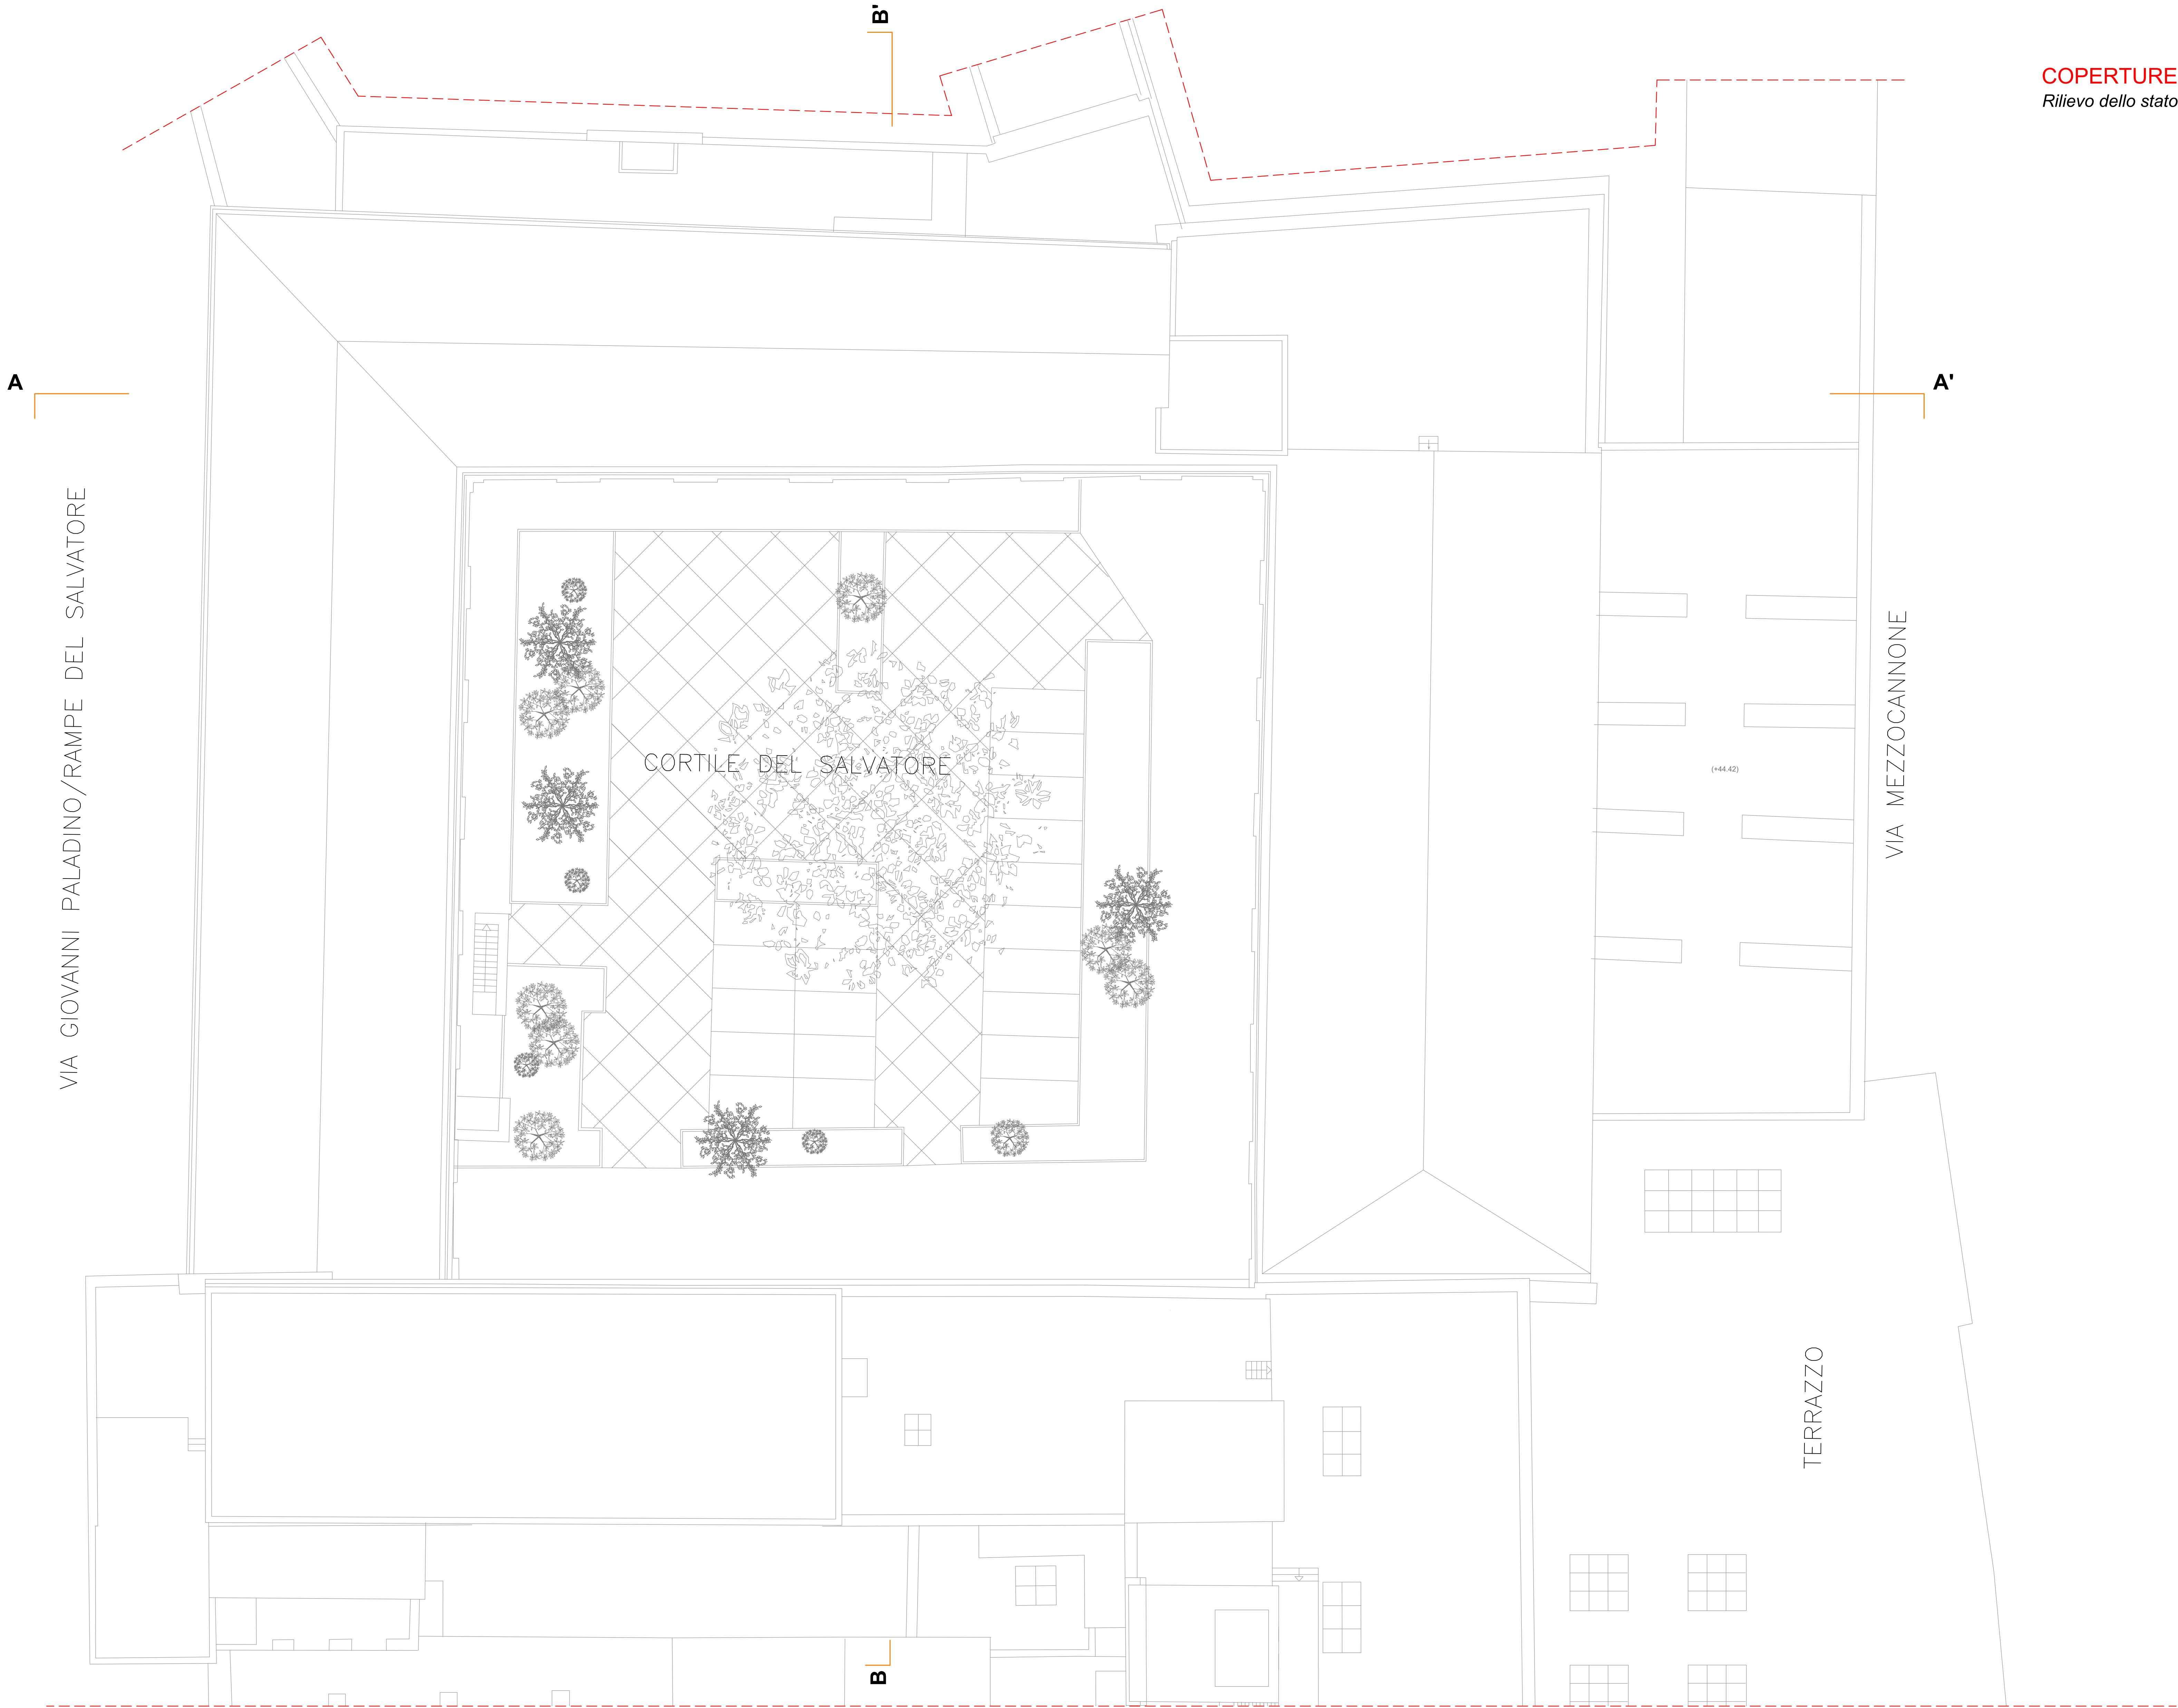 B'
COPERTURE
Rilievo dello stato
A
A'
VIA GIOVANNI PALADINO/RAMPE DEL SALVATORE
CORTILE DEL SALVATORE
(+44.42)
VIA MEZZOCANNONE
TERRAZZO
B